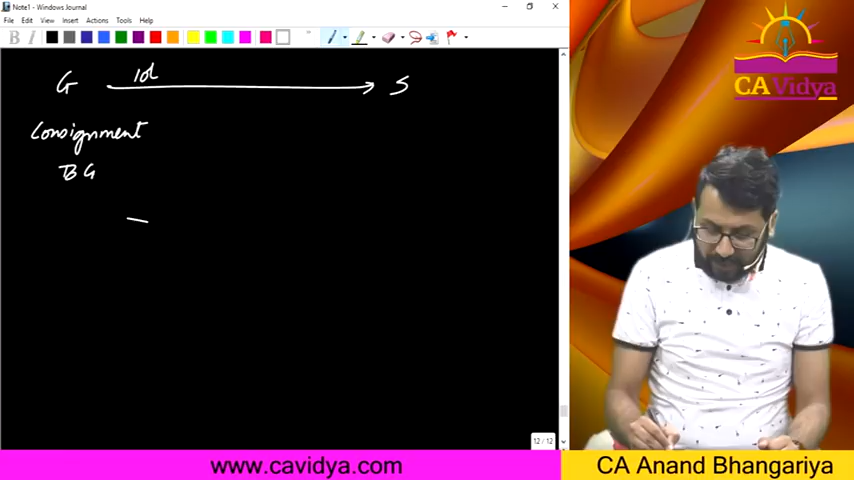 Note1 - Windows Journal
File Edit View Insert Actions Tools Help
B I
G 10l S
Consignment
BG
12 / 12
CA Vidya
www.cavidya.com
CA Anand Bhangariya